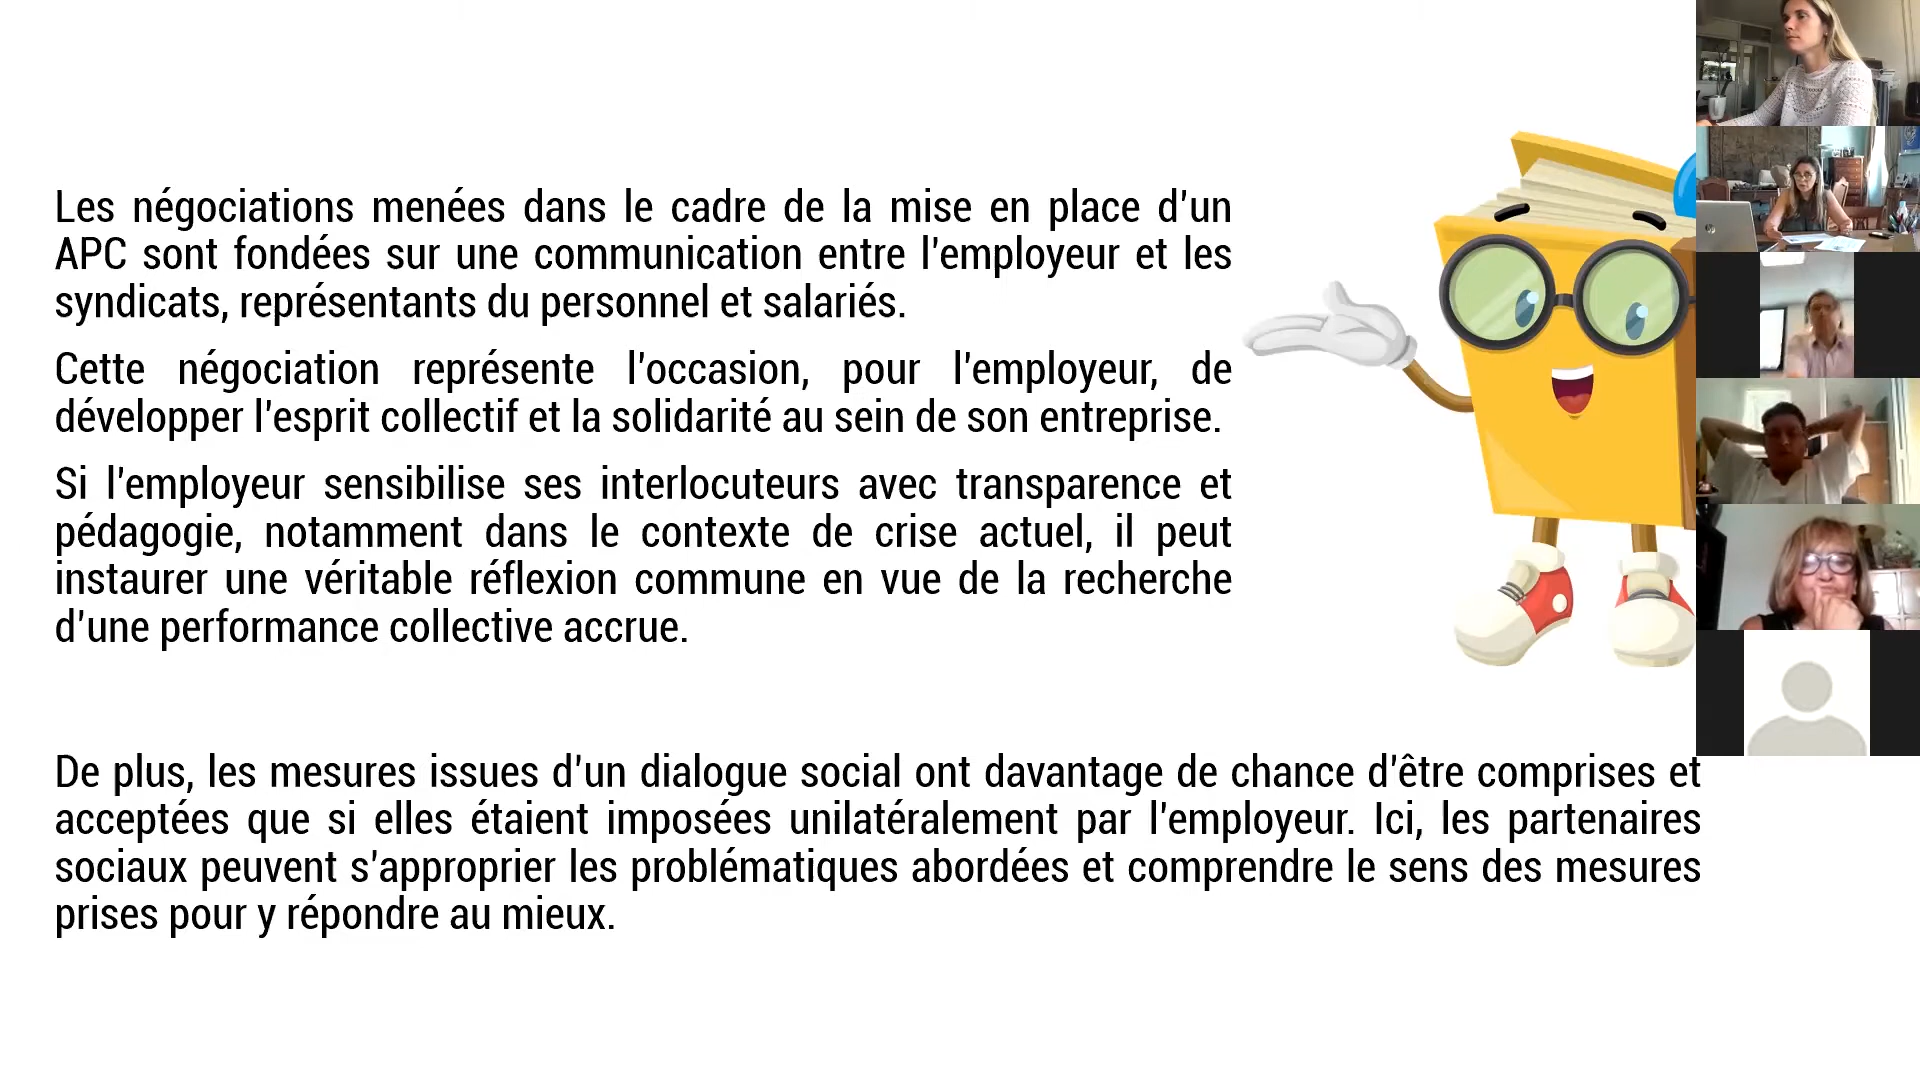 Les négociations menées dans le cadre de la mise en place d'un
APC sont fondées sur une communication entre l'employeur et les
syndicats, représentants du personnel et salariés.
Cette négociation représente l'occasion, pour l'employeur, de
développer l'esprit collectif et la solidarité au sein de son entreprise.
Si l'employeur sensibilise ses interlocuteurs avec transparence et
pédagogie, notamment dans le contexte de crise actuel, il peut
instaurer une véritable réflexion commune en vue de la recherche
d'une performance collective accrue.
De plus, les mesures issues d'un dialogue social ont davantage de chance d'être comprises et
acceptées que si elles étaient imposées unilatéralement par l'employeur. Ici, les partenaires
sociaux peuvent s'approprier les problématiques abordées et comprendre le sens des mesures
prises pour y répondre au mieux.